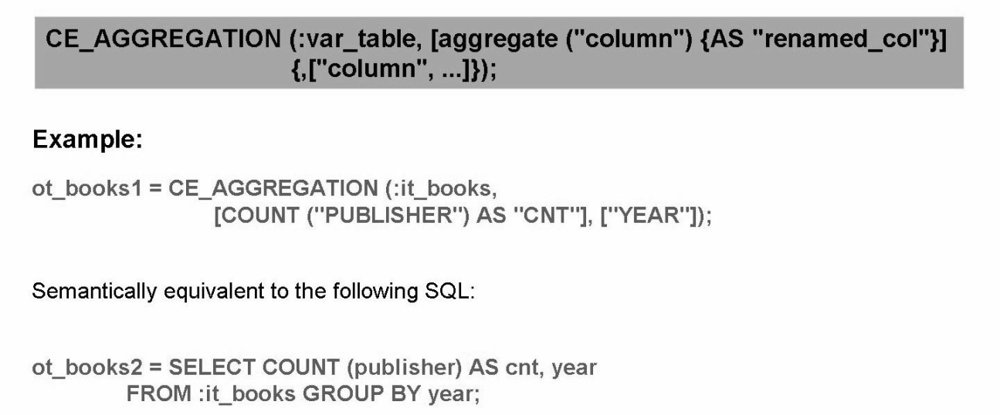 CE_AGGREGATION (:var_table, [aggregate ("column") {AS "renamed_col"}]
{,["column", ...]});
Example:
ot_books1 = CE_AGGREGATION (:it_books,
[COUNT ("PUBLISHER") AS "CNT"], ["YEAR"]);
Semantically equivalent to the following SQL:
ot_books2 = SELECT COUNT (publisher) AS cnt, year
FROM :it_books GROUP BY year;